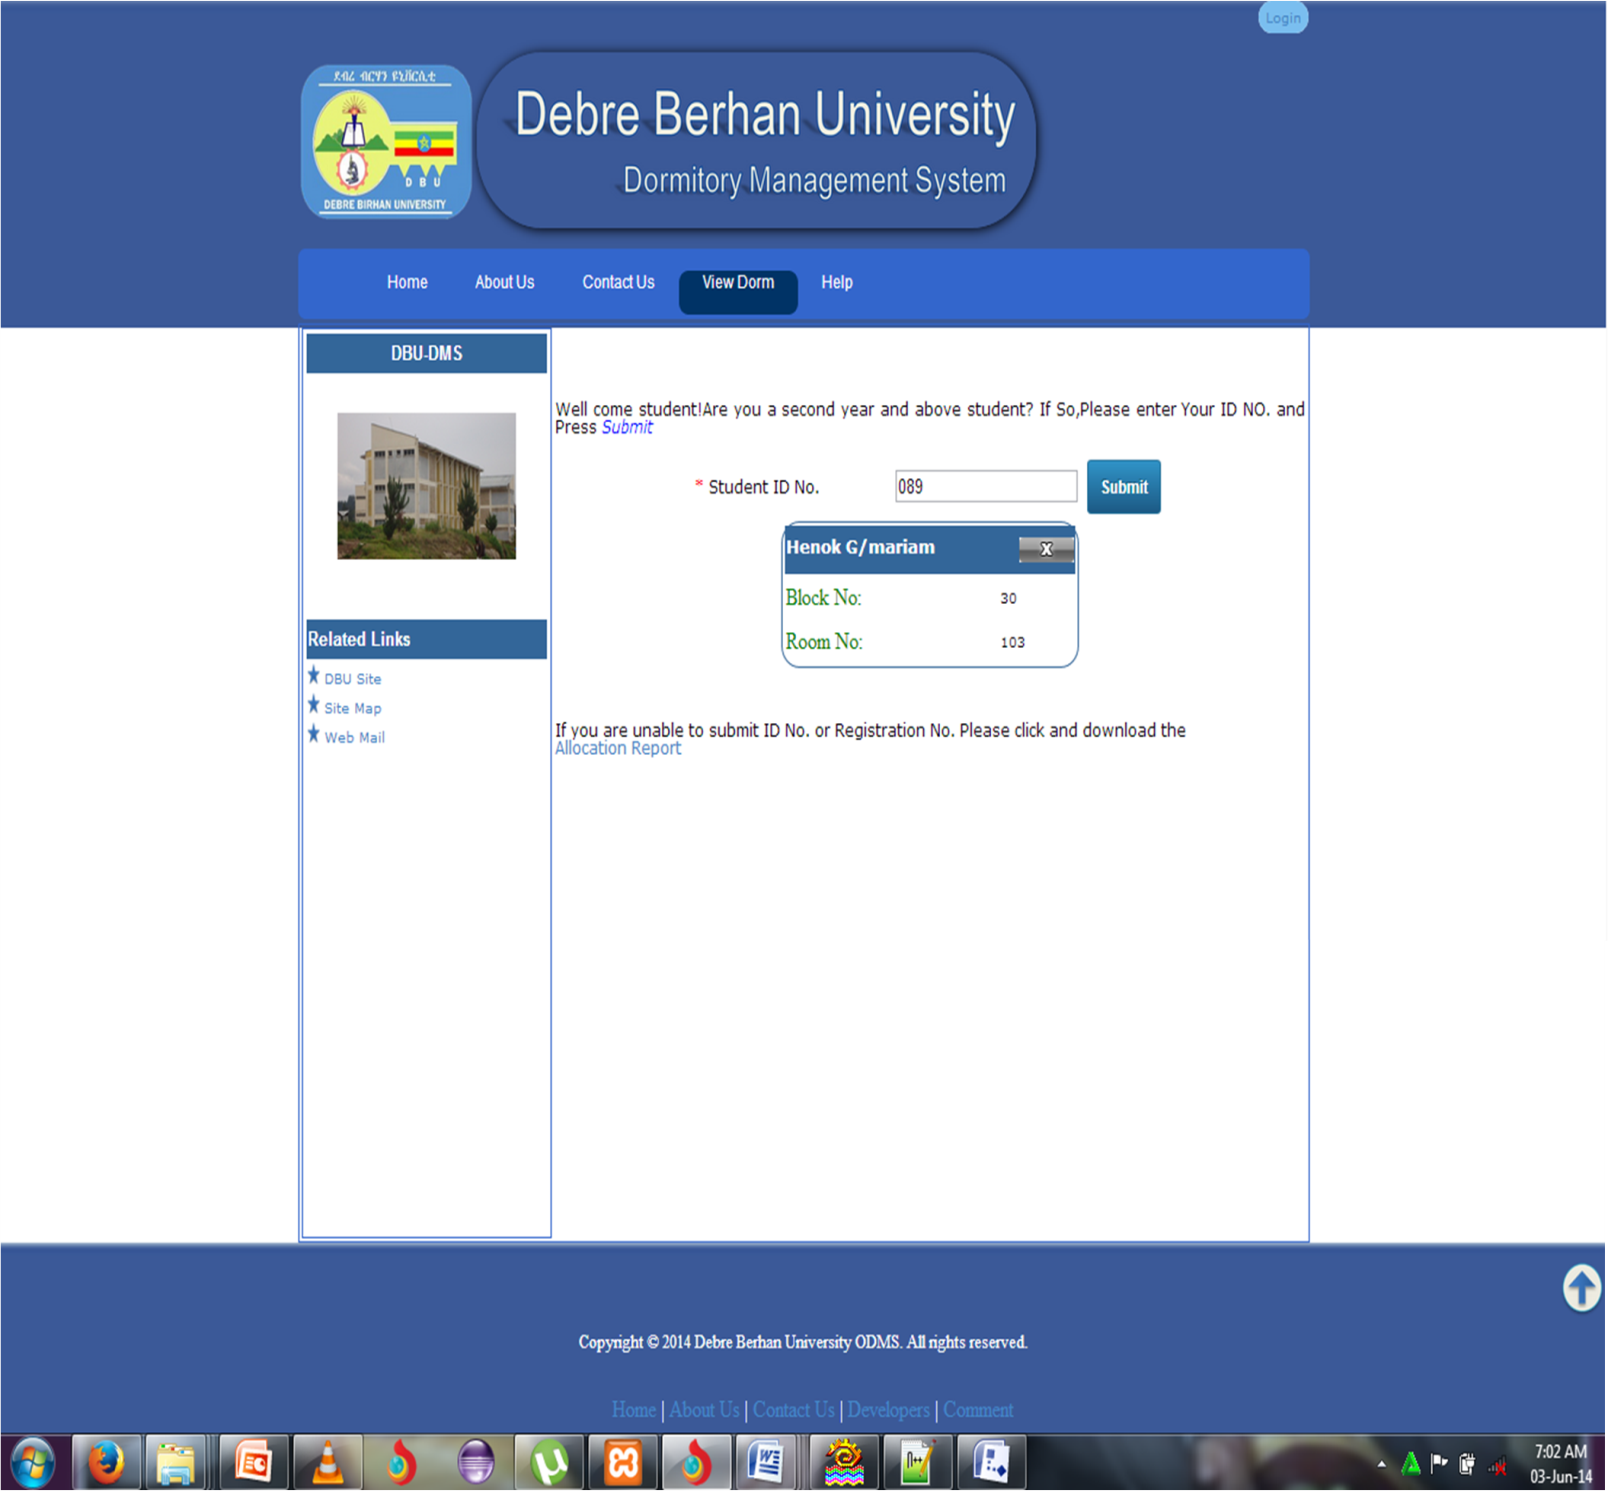 Login
ደብረ ብርሃን ዩኒቨርሲቲ
D B U
DEBRE BIRHAN UNIVERSITY
Debre Berhan University
Dormitory Management System
Home About Us Contact Us View Dorm Help
DBU-DMS
Well come student!Are you a second year and above student? If So,Please enter Your ID NO. and
Press Submit
* Student ID No. 089 Submit
Henok G/mariam X
Block No: 30
Room No: 103
Related Links
DBU Site
Site Map
Web Mail
If you are unable to submit ID No. or Registration No. Please click and download the
Allocation Report
Copyright © 2014 Debre Berhan University ODMS. All rights reserved.
Home | About Us | Contact Us | Developers | Comment
7:02 AM
03-Jun-14